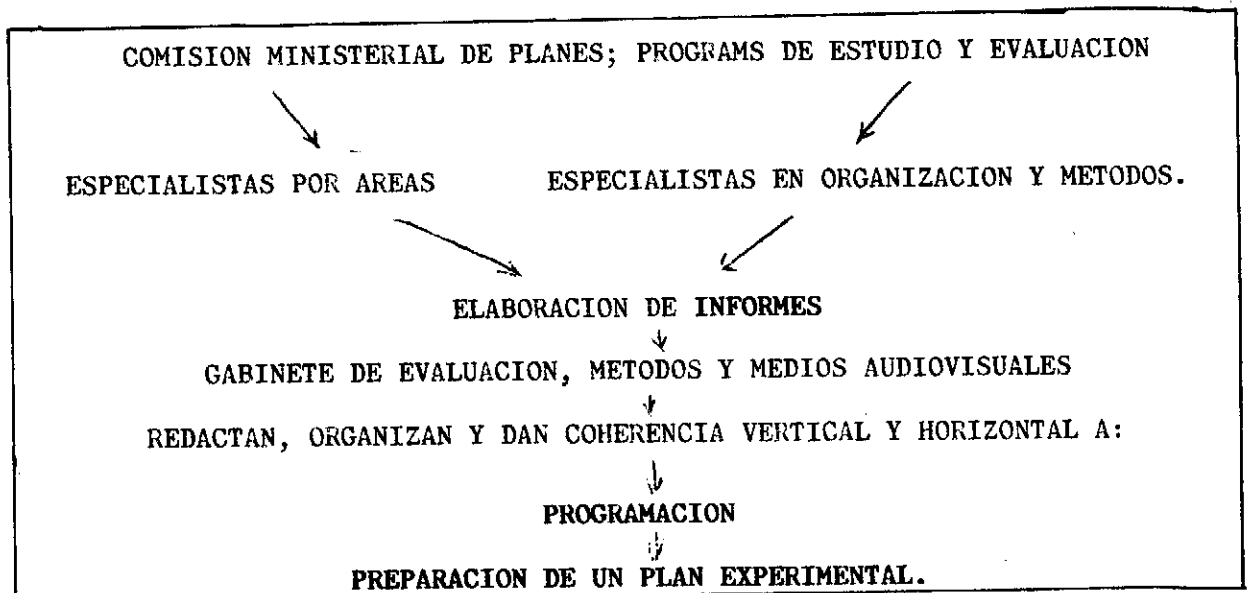 COMISION MINISTERIAL DE PLANES; PROGRAMS DE ESTUDIO Y EVALUACION
ESPECIALISTAS POR AREAS ESPECIALISTAS EN ORGANIZACION Y METODOS.
ELABORACION DE INFORMES
GABINETE DE EVALUACION, METODOS Y MEDIOS AUDIOVISUALES
REDACTAN, ORGANIZAN Y DAN COHERENCIA VERTICAL Y HORIZONTAL A:
PROGRAMACION
PREPARACION DE UN PLAN EXPERIMENTAL.